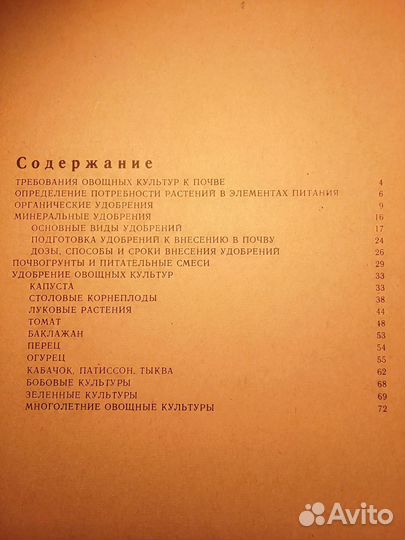 Содержание
ТРЕБОВАНИЯ ОВОЩНЫХ КУЛЬТУР К ПОЧВЕ 4
ОПРЕДЕЛЕНИЕ ПОТРЕБНОСТИ РАСТЕНИЙ В ЭЛЕМЕНТАХ ПИТАНИЯ 6
ОРГАНИЧЕСКИЕ УДОБРЕНИЯ 9
МИНЕРАЛЬНЫЕ УДОБРЕНИЯ 16
ОСНОВНЫЕ ВИДЫ УДОБРЕНИЙ 17
ПОДГОТОВКА УДОБРЕНИЙ К ВНЕСЕНИЮ В ПОЧВУ 24
ДОЗЫ, СПОСОБЫ И СРОКИ ВНЕСЕНИЯ УДОБРЕНИЙ 26
ПОЧВОГРУНТЫ И ПИТАТЕЛЬНЫЕ СМЕСИ 29
УДОБРЕНИЕ ОВОЩНЫХ КУЛЬТУР 33
КАПУСТА 33
СТОЛОВЫЕ КОРНЕПЛОДЫ 38
ЛУКОВЫЕ РАСТЕНИЯ 44
ТОМАТ 48
БАКЛАЖАН 53
ПЕРЕЦ 54
ОГУРЕЦ 55
КАБАЧОК, ПАТИССОН, ТЫКВА 62
БОБОВЫЕ КУЛЬТУРЫ 68
ЗЕЛЕННЫЕ КУЛЬТУРЫ 69
МНОГОЛЕТНИЕ ОВОЩНЫЕ КУЛЬТУРЫ 72
Avito